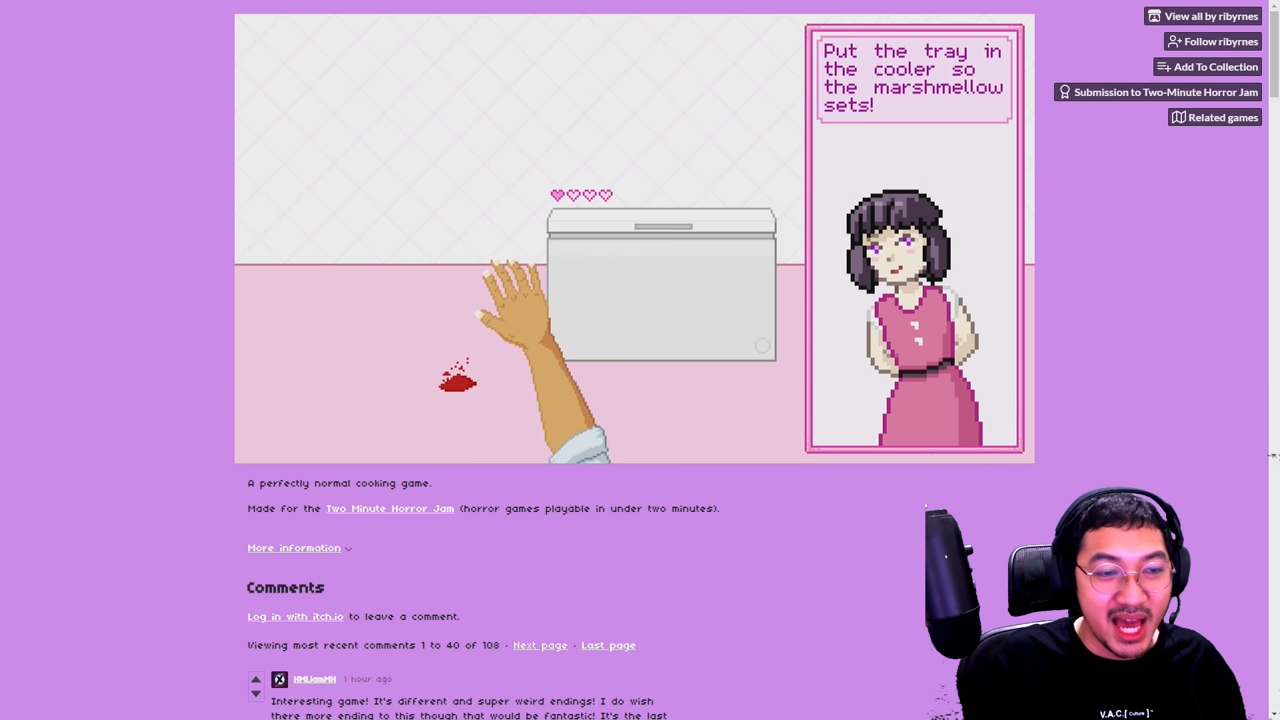 View all by ribyrnes
Follow ribyrnes
Add To Collection
Submission to Two-Minute Horror Jam
Related games
Put the tray in
the cooler so
the marshmellow
sets!
A perfectly normal cooking game.
Made for the Two Minute Horror Jam (horror games playable in under two minutes).
More information
Comments
Log in with itch.io to leave a comment.
Viewing most recent comments 1 to 40 of 108 · Next page · Last page
1 hour ago
Interesting game! It's different and super weird endings! I do wish
there more ending to this though that would be fantastic! It's the last
V.A.C.[ Culture ]